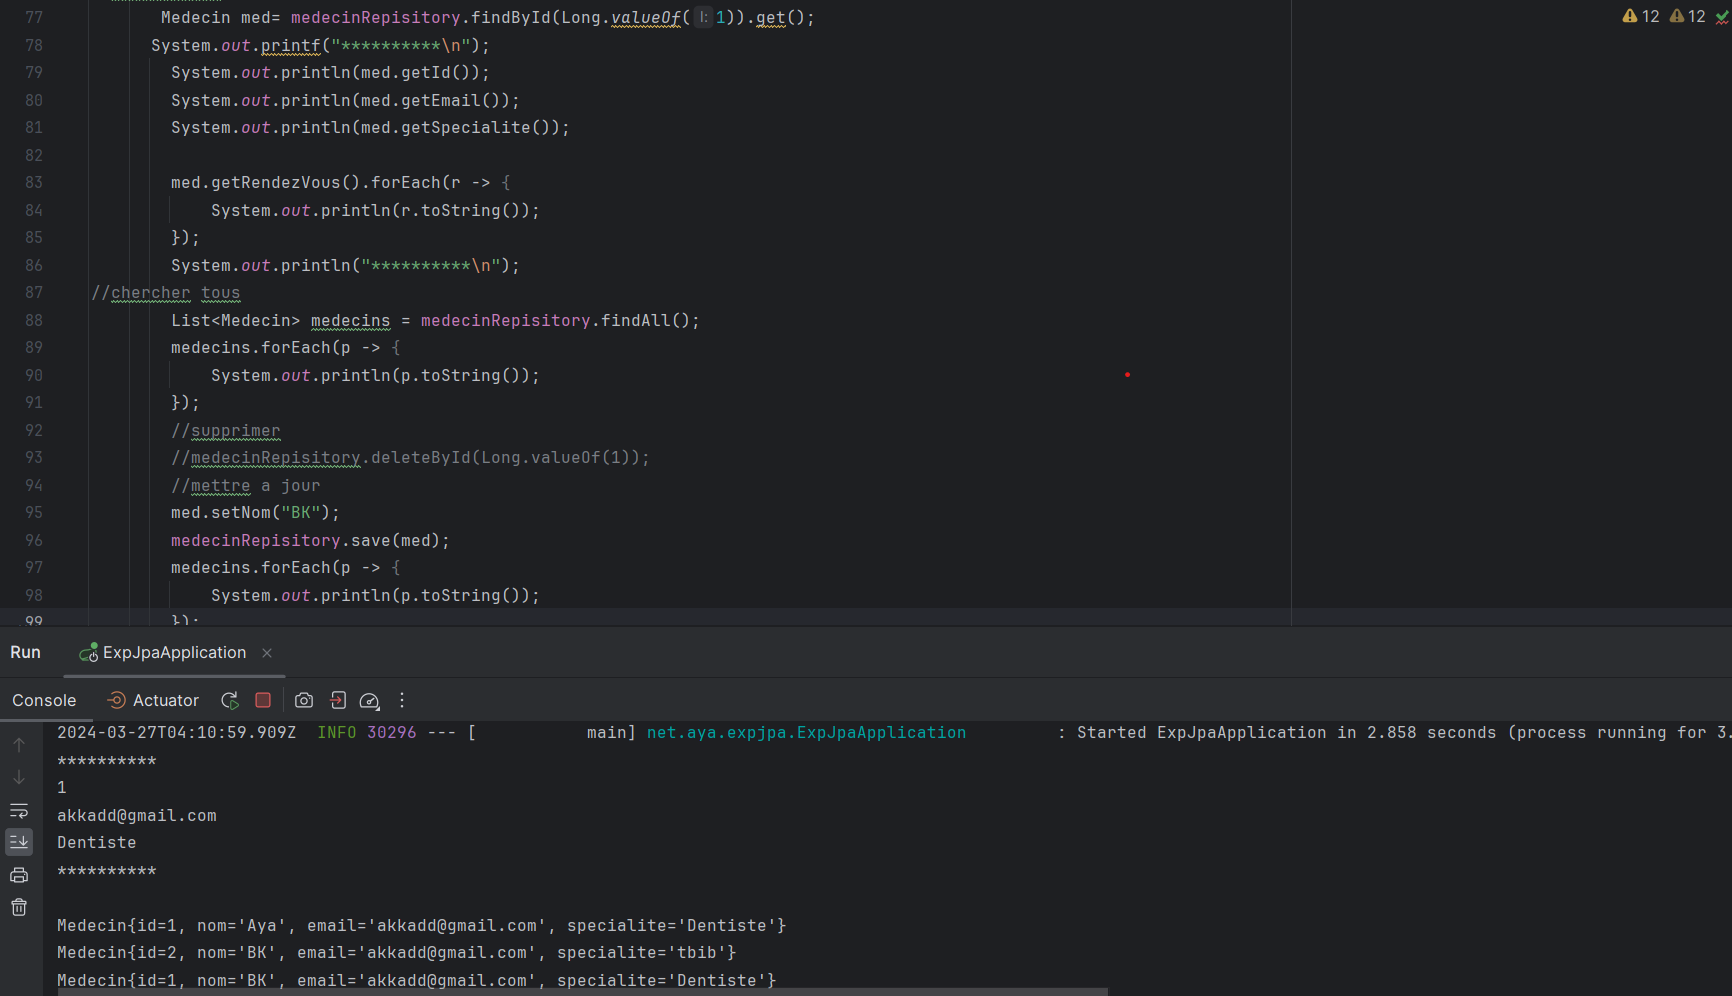 77 Medecin med= medecinRepisitory.findById(Long.valueOf( l: 1)).get();
12 12
78 System.out.printf("**********\n");
79 System.out.println(med.getId());
80 System.out.println(med.getEmail());
81 System.out.println(med.getSpecialite());
82
83 med.getRendezVous().forEach(r -> {
84 System.out.println(r.toString());
85 });
86 System.out.println("**********\n");
87 //chercher tous
88 List<Medecin> medecins = medecinRepisitory.findAll();
89 medecins.forEach(p -> {
90 System.out.println(p.toString());
91 });
92 //supprimer
93 //medecinRepisitory.deleteById(Long.valueOf(1));
94 //mettre a jour
95 med.setNom("BK");
96 medecinRepisitory.save(med);
97 medecins.forEach(p -> {
98 System.out.println(p.toString());
99 });
Run ExpJpaApplication
Console Actuator
2024-03-27T04:10:59.909Z INFO 30296 --- [ main] net.aya.expjpa.ExpJpaApplication : Started ExpJpaApplication in 2.858 seconds (process running for 3.
**********
1
akkadd@gmail.com
Dentiste
**********
Medecin{id=1, nom='Aya', email='akkadd@gmail.com', specialite='Dentiste'}
Medecin{id=2, nom='BK', email='akkadd@gmail.com', specialite='tbib'}
Medecin{id=1, nom='BK', email='akkadd@gmail.com', specialite='Dentiste'}